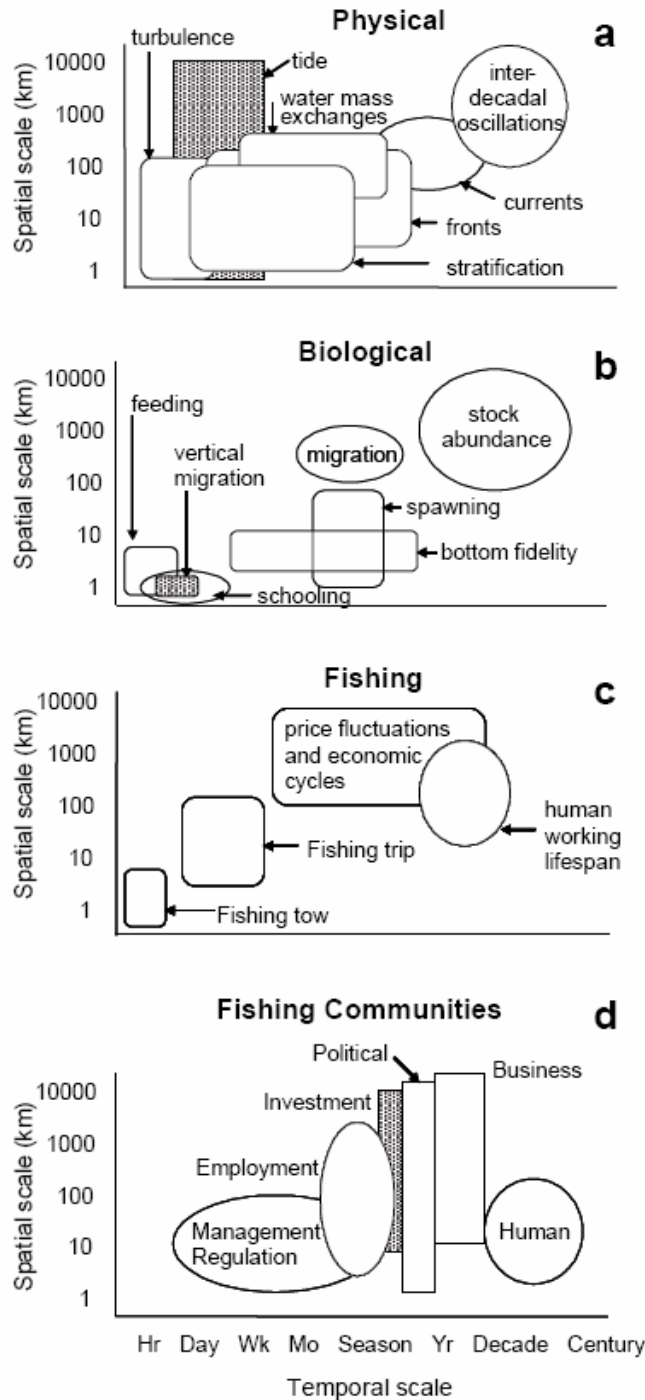 Physical
a
turbulence
tide
water mass
exchanges
inter-
decadal
oscillations
currents
fronts
stratification
Spatial scale (km)
10000
1000
100
10
1
Biological
b
feeding
vertical
migration
migration
stock
abundance
spawning
bottom fidelity
schooling
Spatial scale (km)
10000
1000
100
10
1
Fishing
c
price fluctuations
and economic
cycles
human
working
lifespan
Fishing trip
Fishing tow
Spatial scale (km)
10000
1000
100
10
1
Fishing Communities
d
Political
Business
Investment
Employment
Management
Regulation
Human
Spatial scale (km)
10000
1000
100
10
1
Hr Day Wk Mo Season Yr Decade Century
Temporal scale